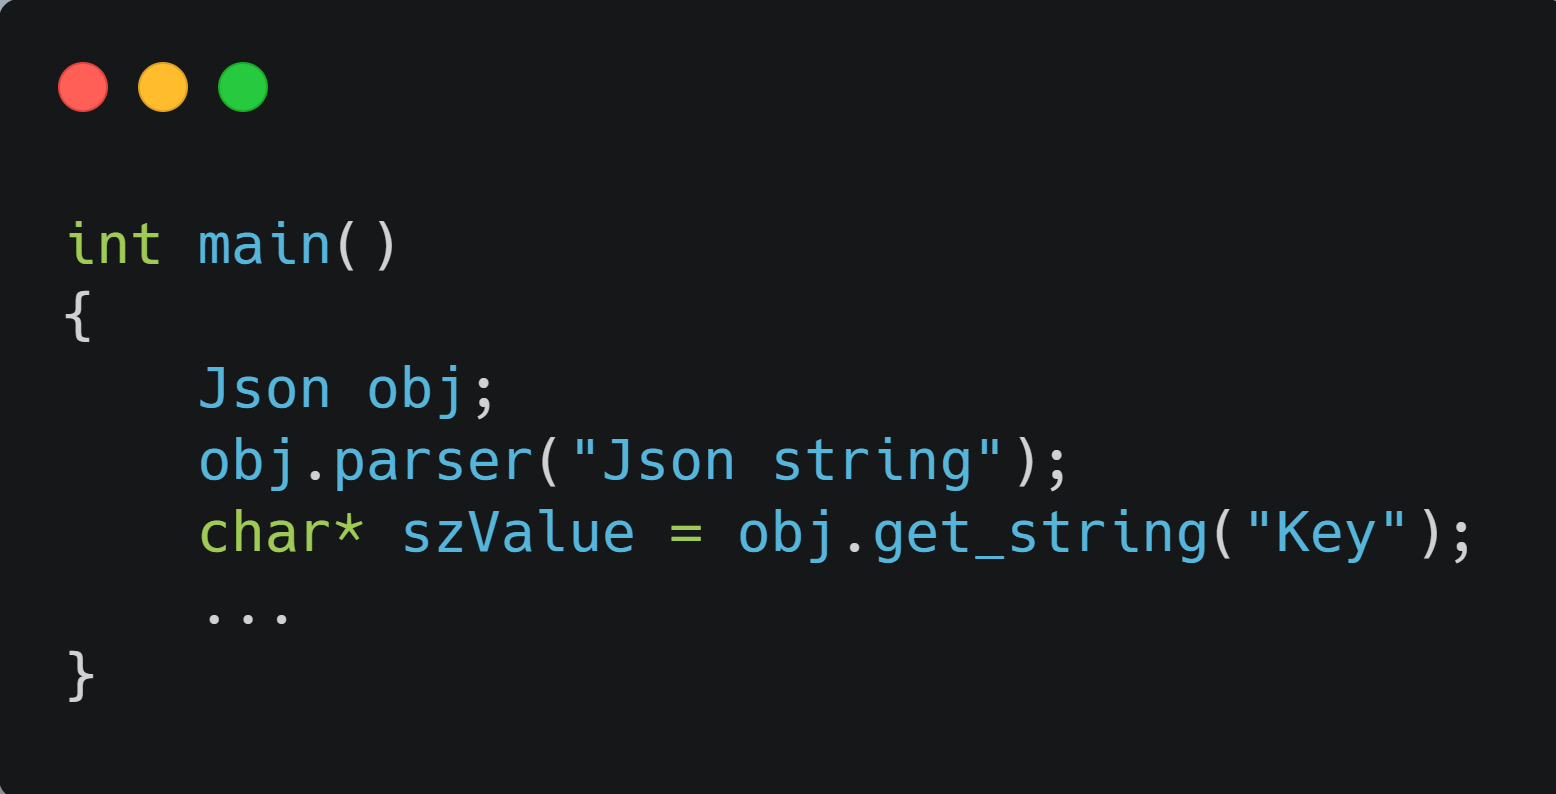 int main()
{
    Json obj;
    obj.parser("Json string");
    char* szValue = obj.get_string("Key");
    ...
}